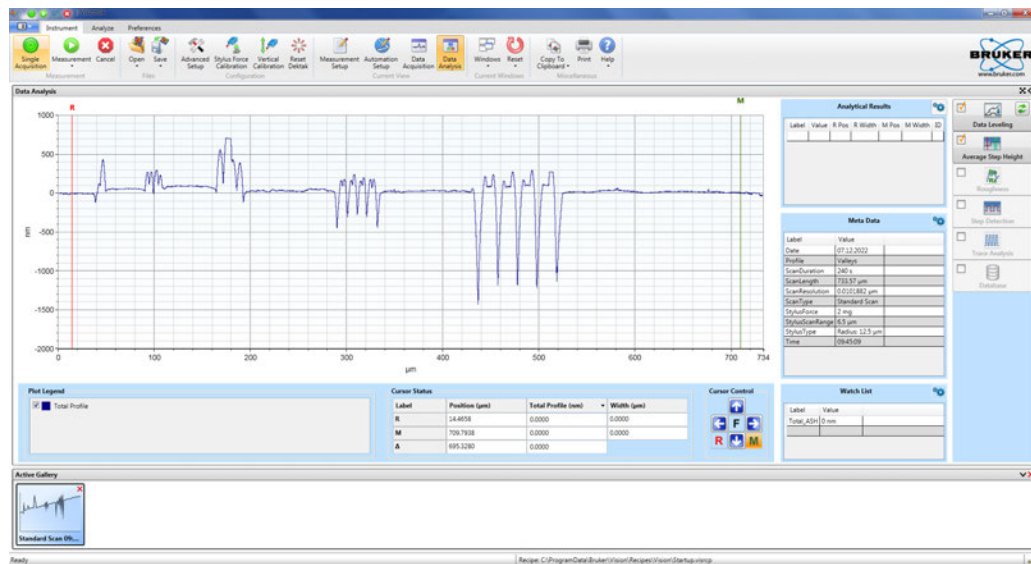 Instrument Analyze Preferences
Single Acquisition Measurement Cancel Open Save Advanced Setup Stylus Force Calibration Vertical Calibration Reset Dektak Measurement Setup Automation Setup Data Acquisition Data Analysis Windows Reset Copy To Clipboard Print Help
Measurement Files Configuration Current View Current Windows Miscellaneous
BRUKER
www.bruker.com
Data Analysis
R M
1000
500
0
-500
-1000
-1500
-2000
nm
0 100 200 300 400 500 600 700 734
µm
Analytical Results
Label Value R Pos R Width M Pos M Width ID
Meta Data
Label Value
Date 07.12.2022
Profile Valleys
ScanDuration 240 s
ScanLength 733.57 µm
ScanResolution 0.0101882 µm
ScanType Standard Scan
StylusForce 2 mg
StylusScanRange 6.5 µm
StylusType Radius: 12.5 µm
Time 09:45:09
Data Leveling
Average Step Height
Roughness
Step Detection
Trace Analysis
Database
Plot Legend
Total Profile
Cursor Status
Label Position (µm) Total Profile (nm) Width (µm)
R 14.4658 0.0000 0.0000
M 709.7938 0.0000 0.0000
Δ 695.3280 0.0000
Cursor Control
F
R M
Watch List
Label Value
Total_ASH 0 nm
Active Gallery
Standard Scan 09:...
Ready
Recipe: C:\ProgramData\Bruker\Vision\Recipes\Vision\Startup.visrcp